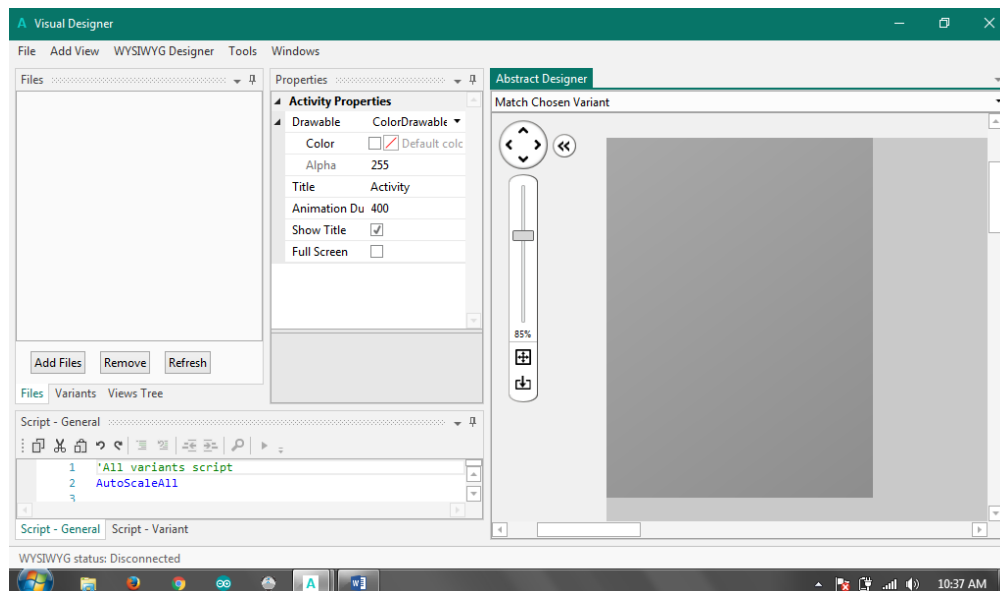 A Visual Designer
File Add View WYSIWYG Designer Tools Windows
Files
Properties
Abstract Designer
Activity Properties
Match Chosen Variant
Drawable ColorDrawable
Color Default colc
Alpha 255
Title Activity
Animation Du 400
Show Title
Full Screen
85%
Add Files Remove Refresh
Files Variants Views Tree
Script - General
1 'All variants script
2 AutoScaleAll
3
Script - General Script - Variant
WYSIWYG status: Disconnected
A W 10:37 AM